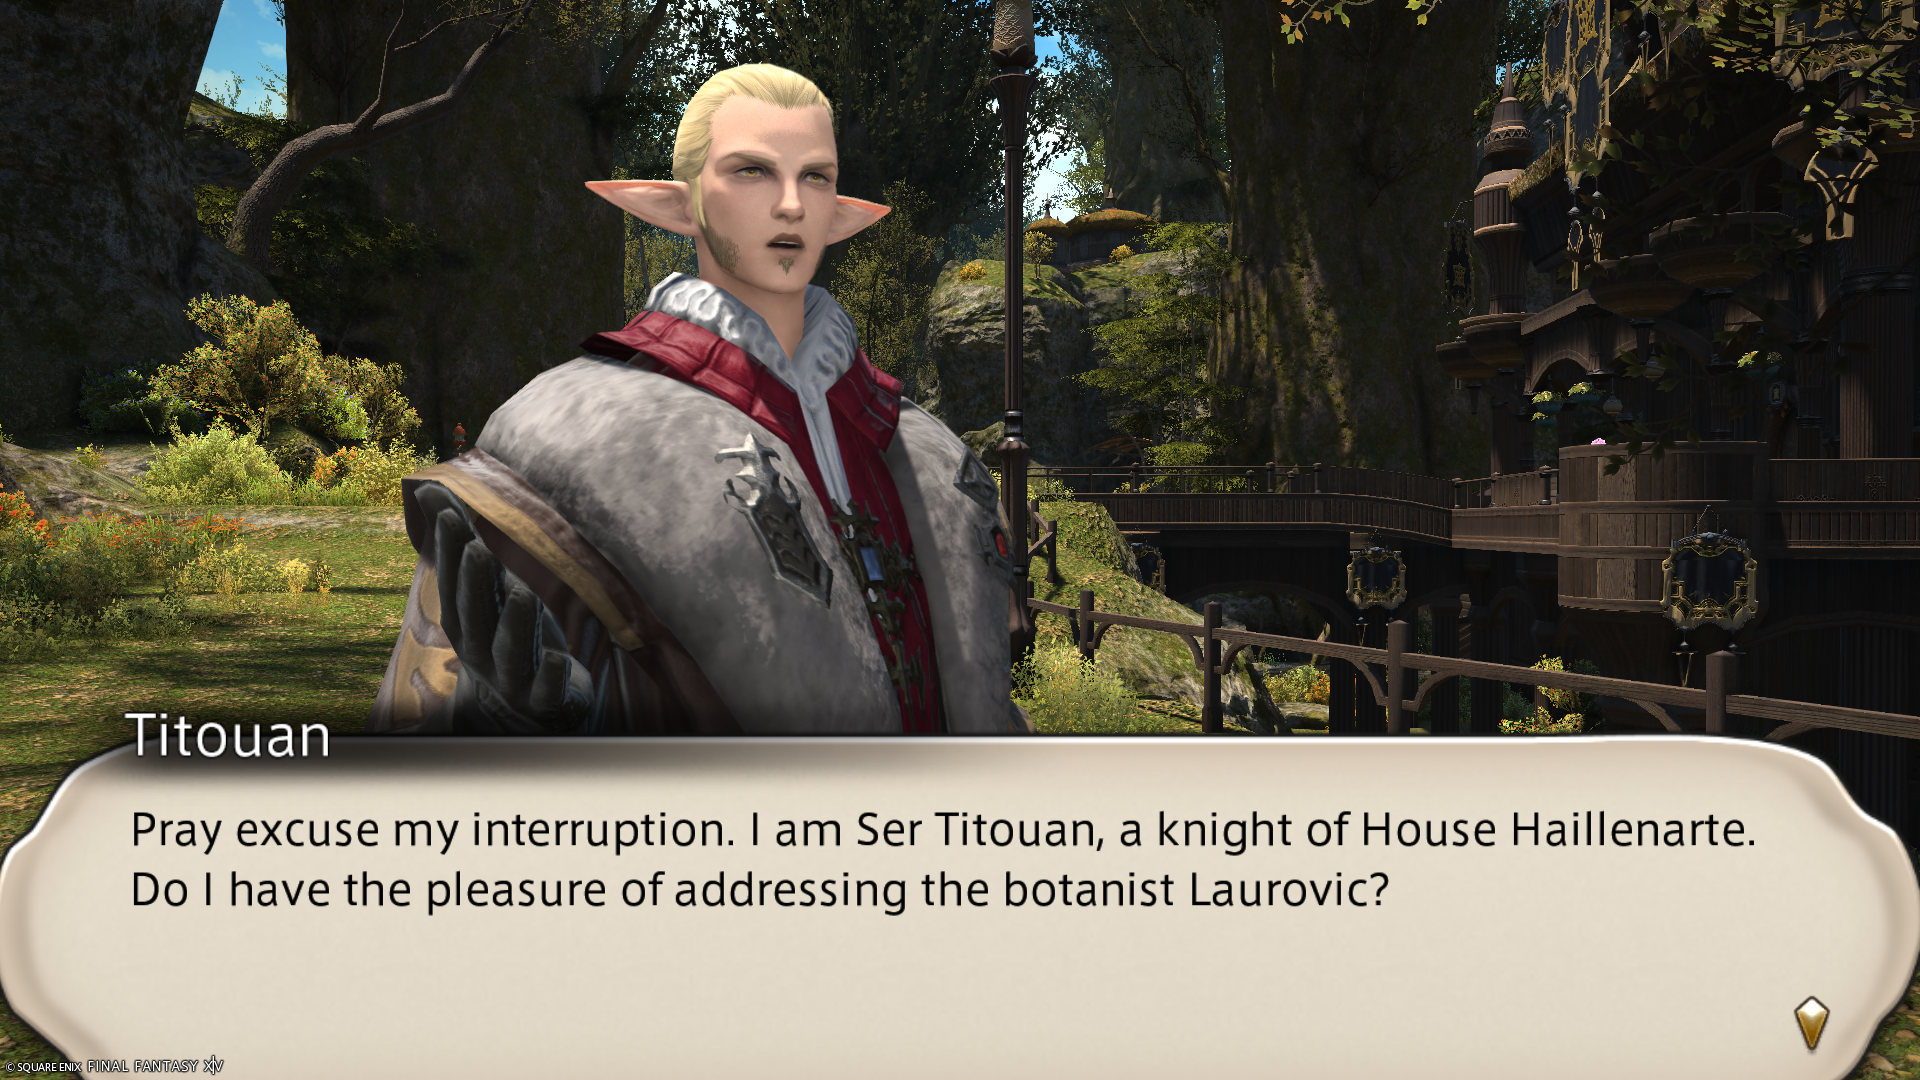 Titouan
Pray excuse my interruption. I am Ser Titouan, a knight of House Haillenarte.
Do I have the pleasure of addressing the botanist Laurovic?
© SQUARE ENIX FINAL FANTASY XIV